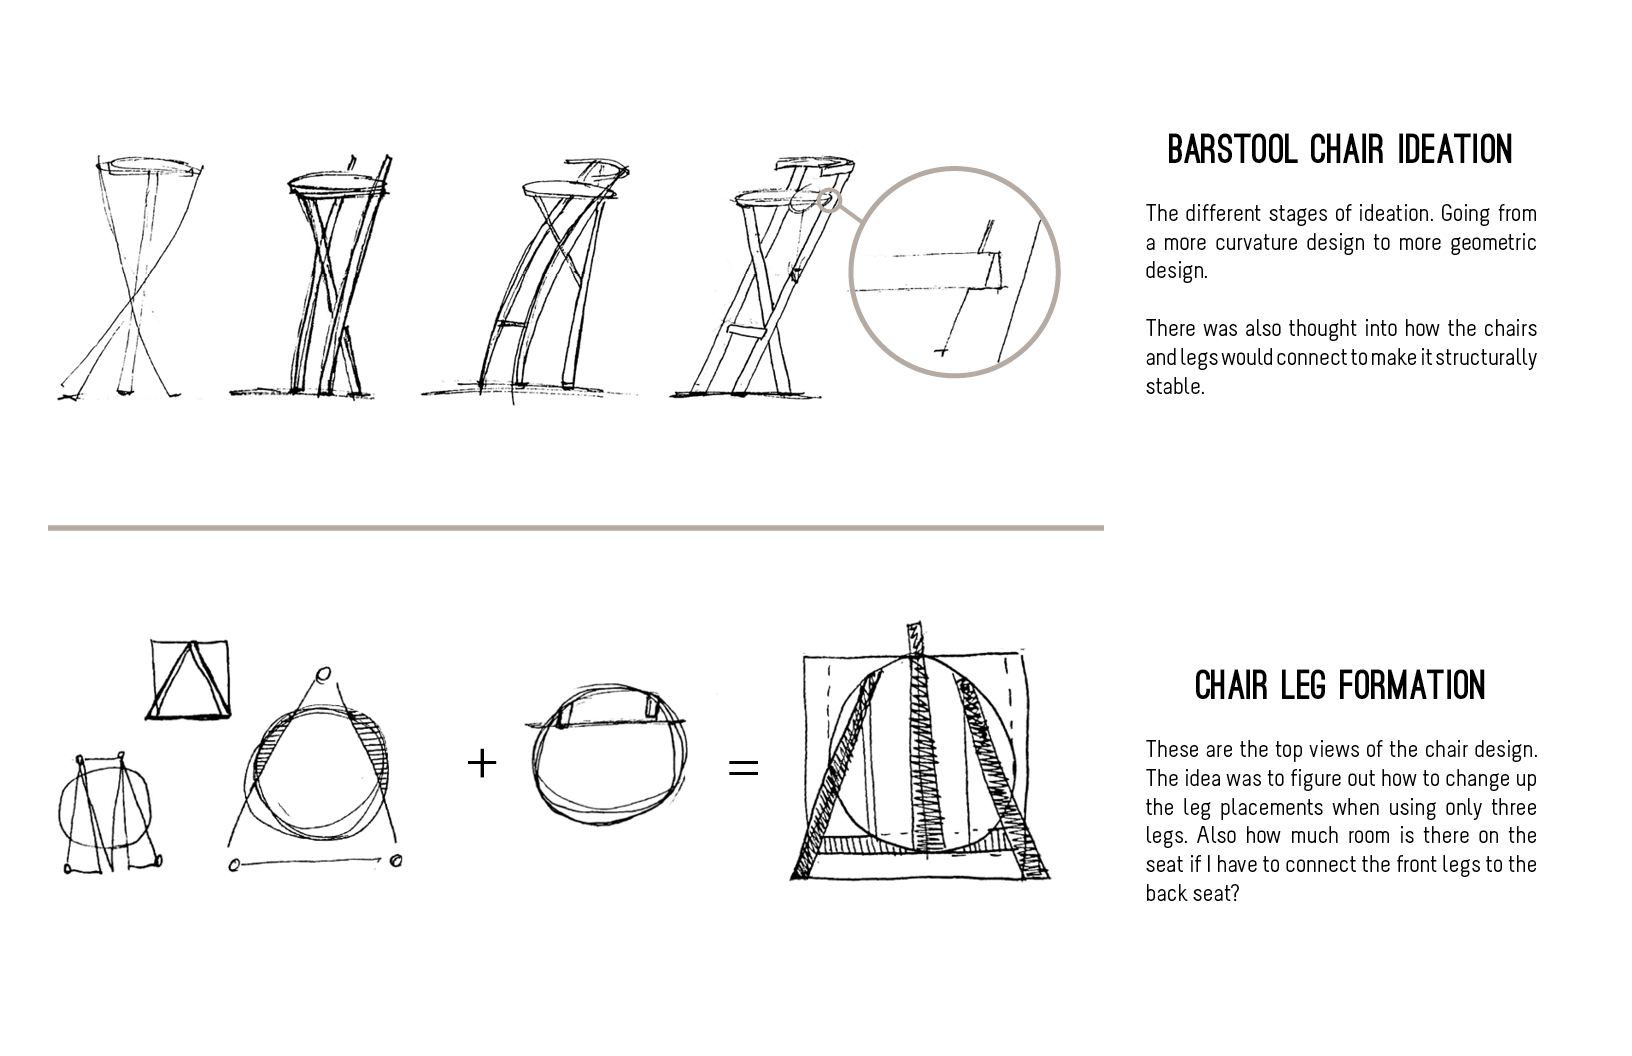 BARSTOOL CHAIR IDEATION
The different stages of ideation. Going from
a more curvature design to more geometric
design.
There was also thought into how the chairs
and legs would connect to make it structurally
stable.
+
=
CHAIR LEG FORMATION
These are the top views of the chair design.
The idea was to figure out how to change up
the leg placements when using only three
legs. Also how much room is there on the
seat if I have to connect the front legs to the
back seat?